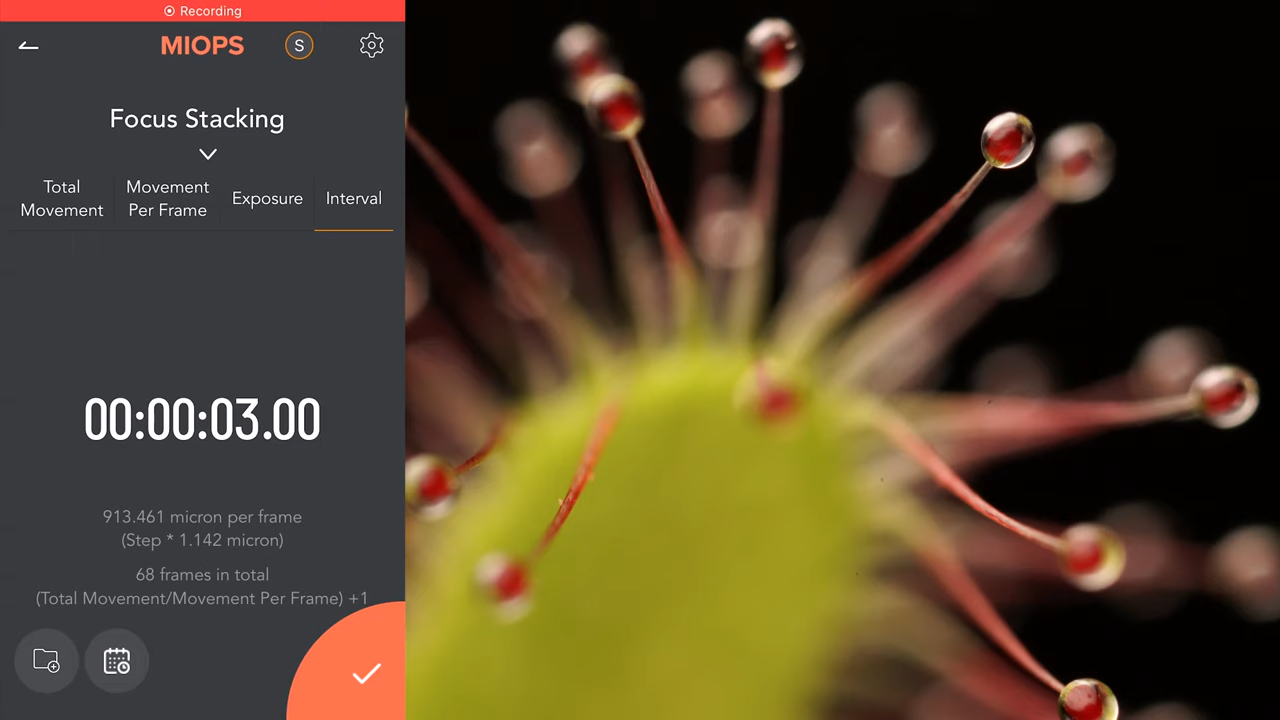 Recording
MIOPS
S
Focus Stacking
Total
Movement
Movement
Per Frame
Exposure
Interval
00:00:03.00
913.461 micron per frame
(Step * 1.142 micron)
68 frames in total
(Total Movement/Movement Per Frame) +1